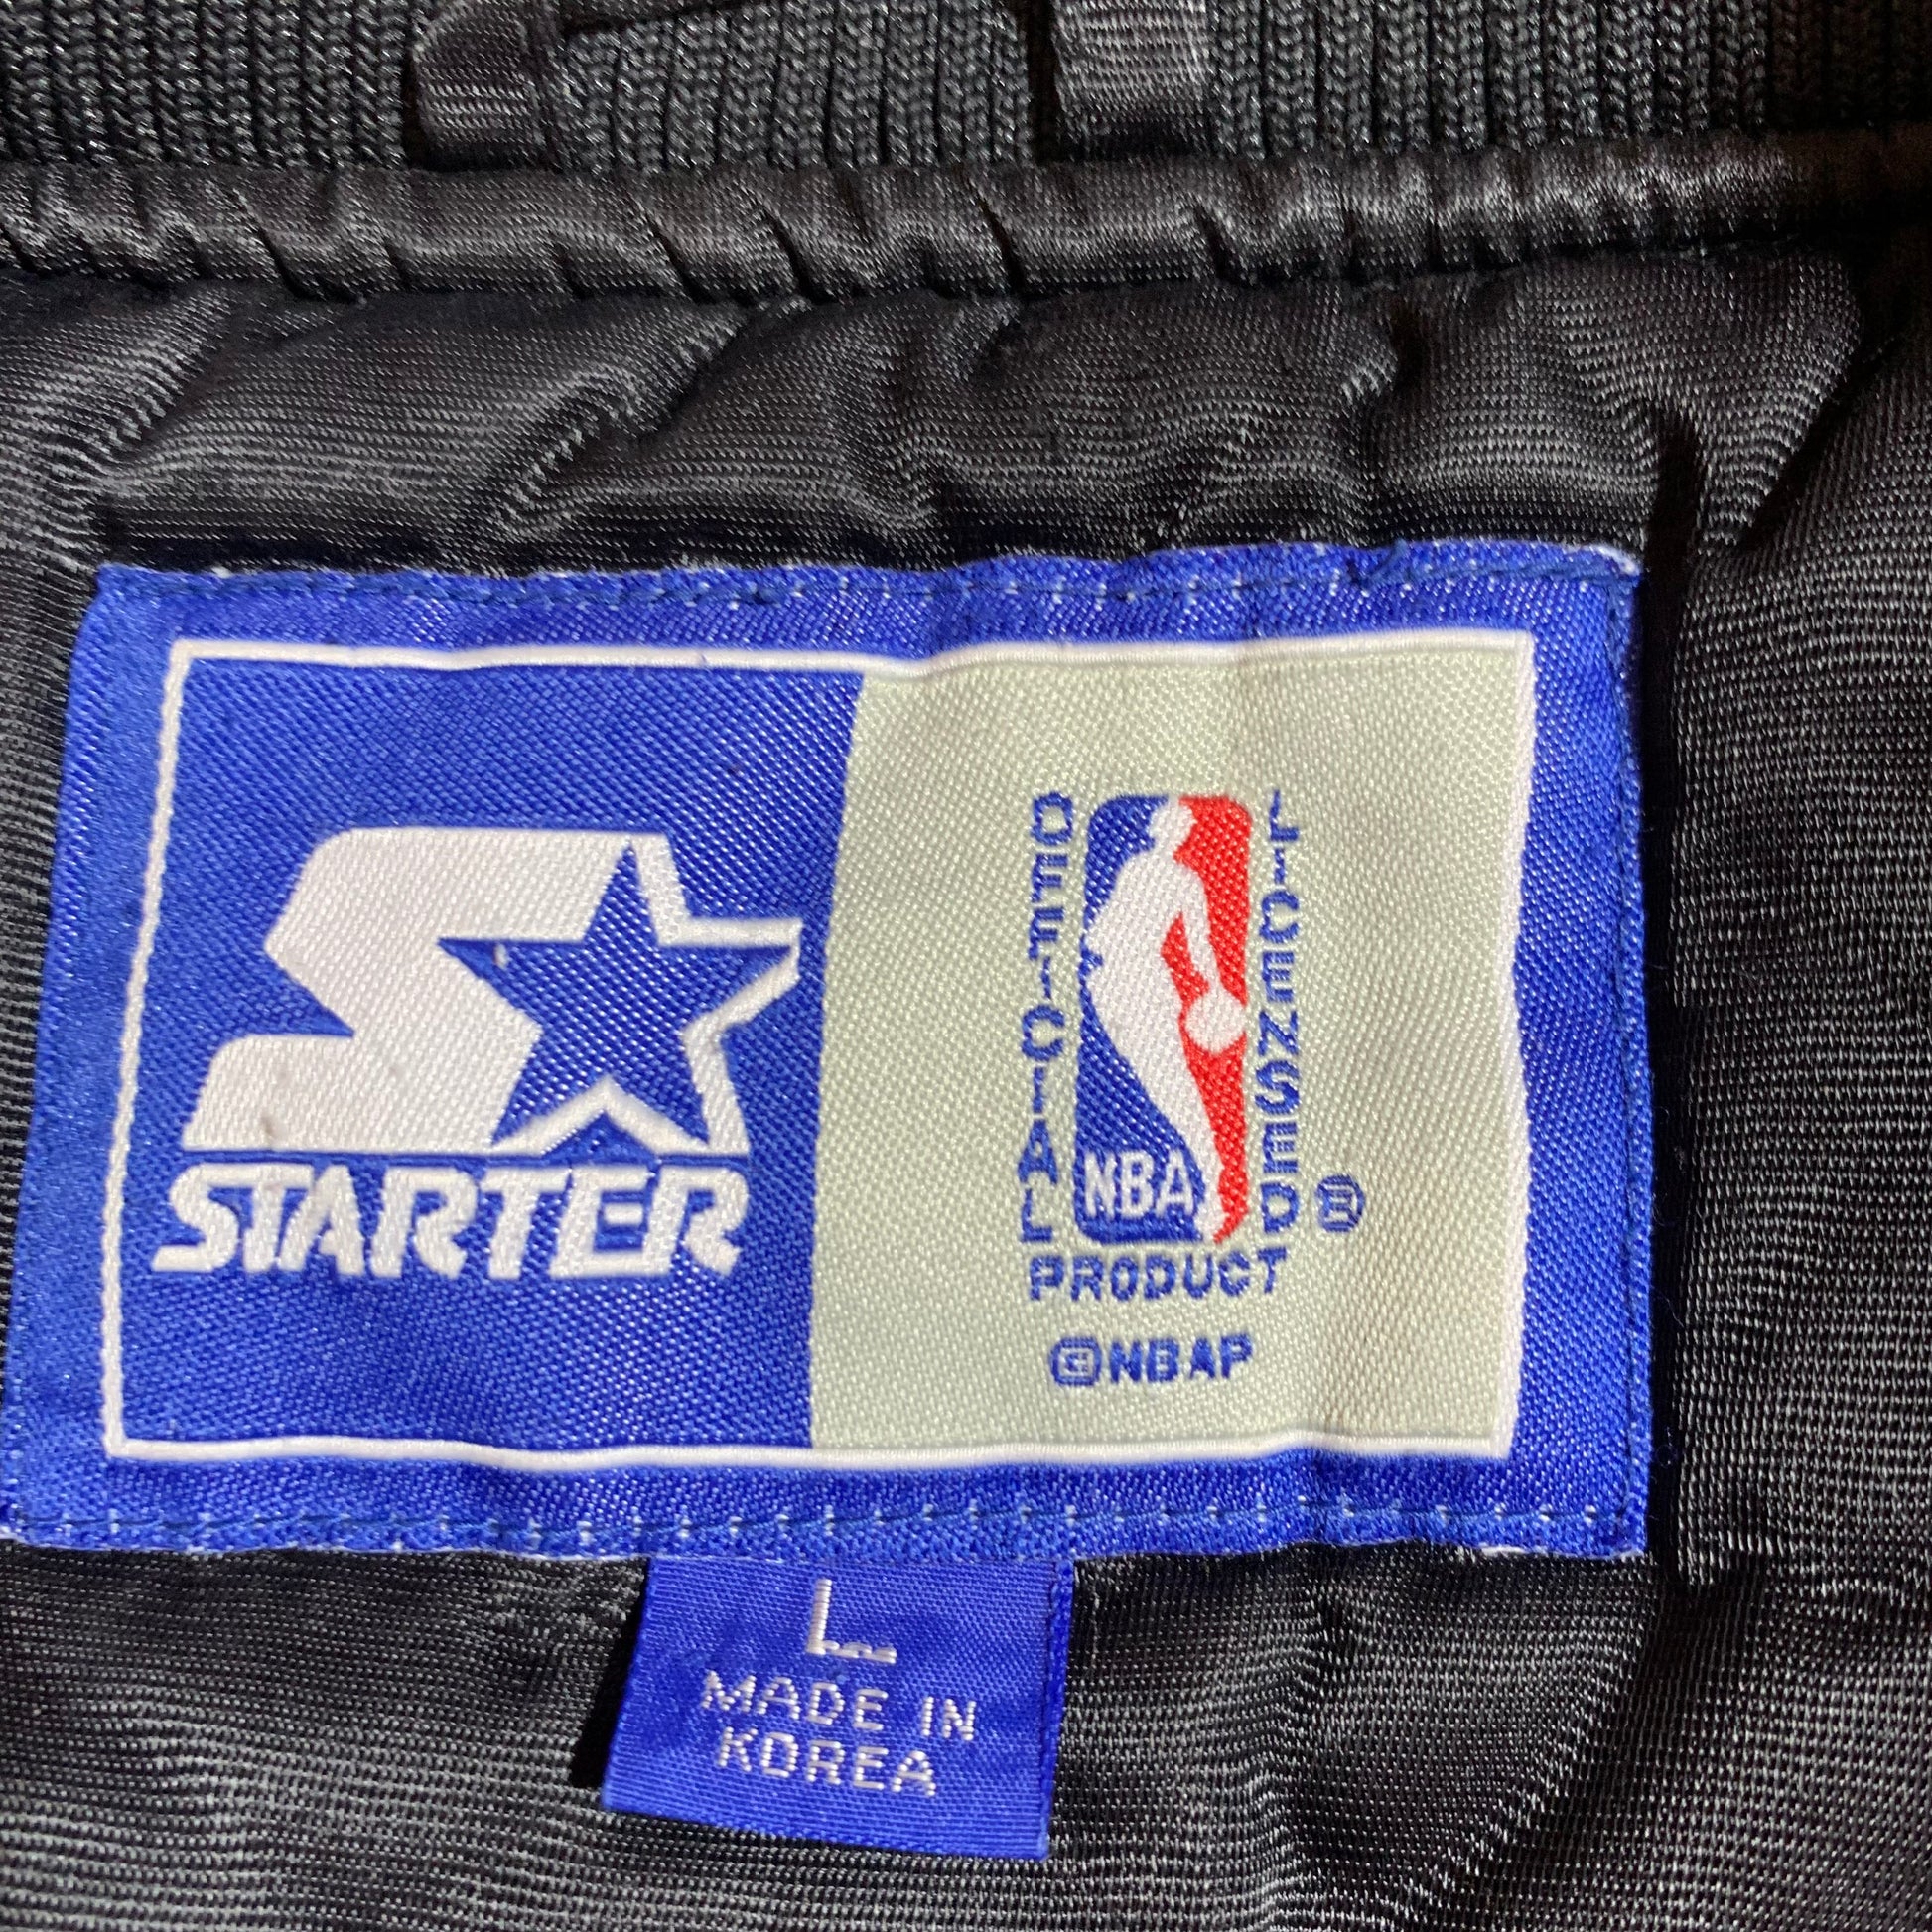 STARTER
OFFICIAL
NBA
LICENSED
PRODUCT ®
©NBAP
L
MADE IN
KOREA